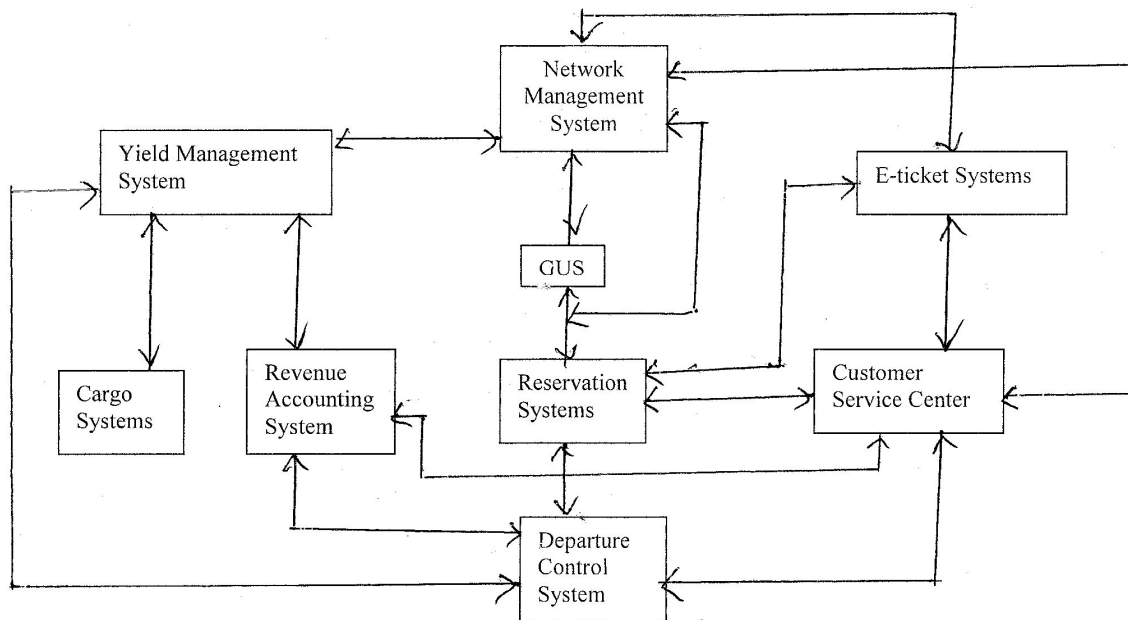 Network
Management
System
Yield Management
System
E-ticket Systems
GUS
Cargo
Systems
Revenue
Accounting
System
Reservation
Systems
Customer
Service Center
Departure
Control
System